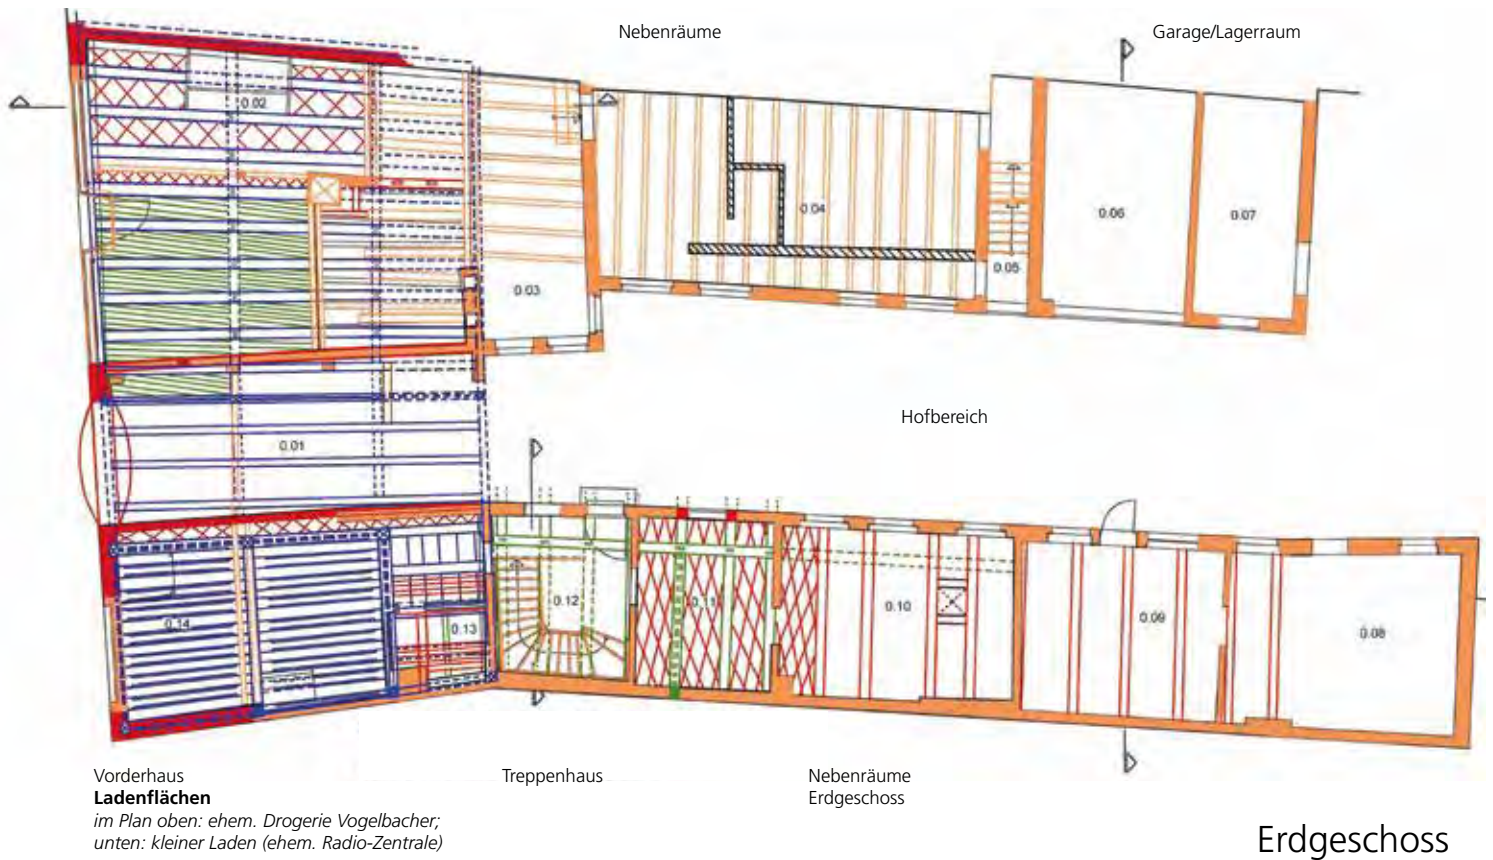 Nebenräume
Garage/Lagerraum
0.02
0.04
0.06
0.07
0.05
0.03
Hofbereich
0.01
0.12
0.11
0.10
0.09
0.08
0.13
0.14
Vorderhaus
Ladenflächen
im Plan oben: ehem. Drogerie Vogelbacher;
unten: kleiner Laden (ehem. Radio-Zentrale)
Treppenhaus
Nebenräume
Erdgeschoss
Erdgeschoss